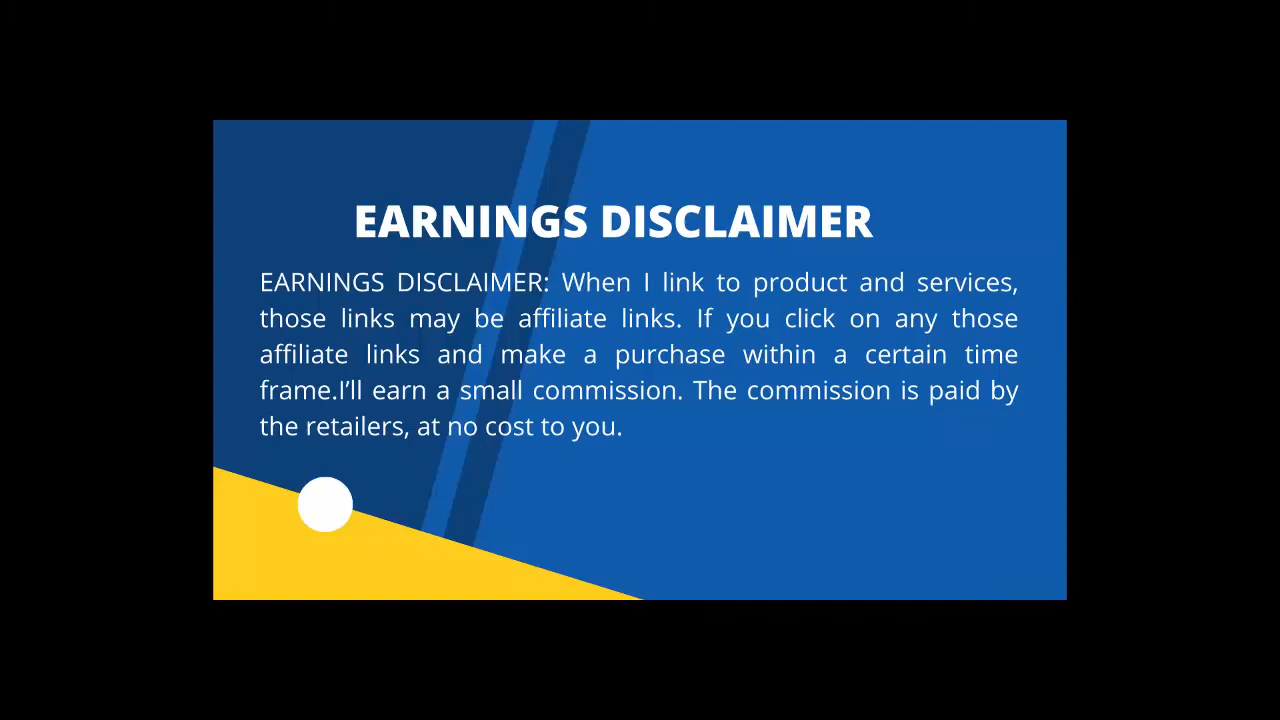 EARNINGS DISCLAIMER
EARNINGS DISCLAIMER: When I link to product and services,
those links may be affiliate links. If you click on any those
affiliate links and make a purchase within a certain time
frame.I’ll earn a small commission. The commission is paid by
the retailers, at no cost to you.